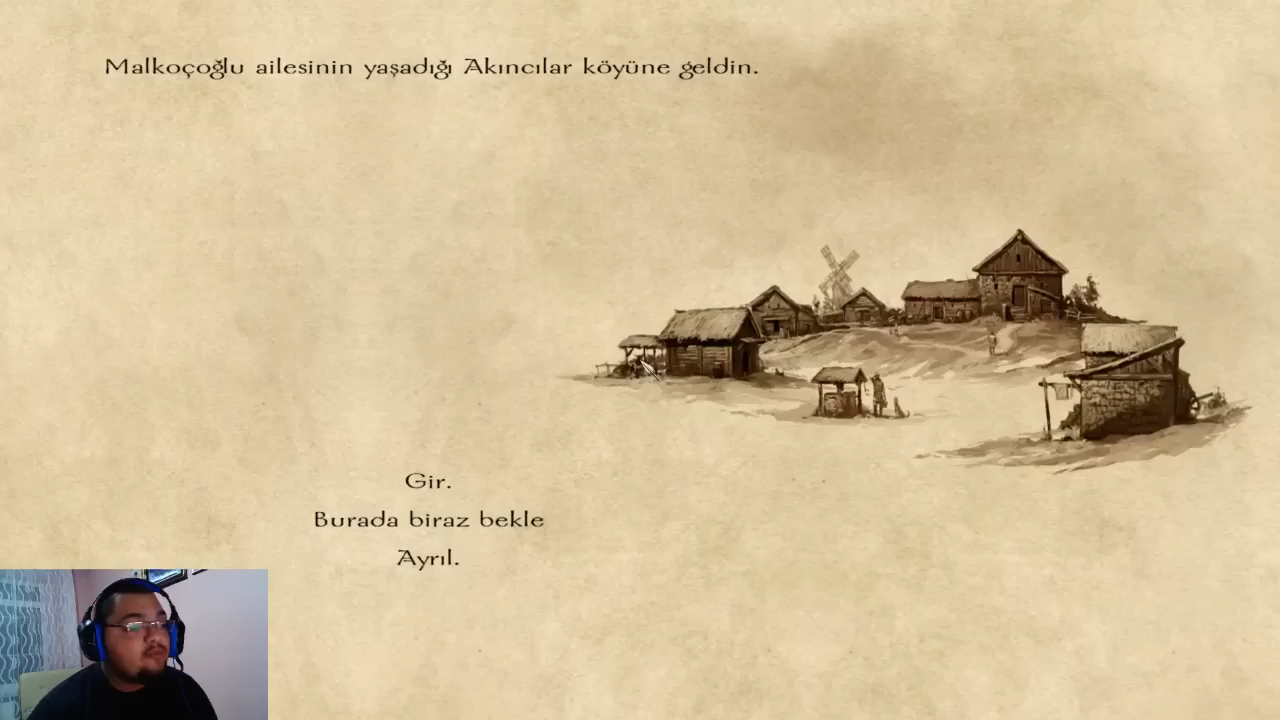 Malkoçoğlu ailesinin yaşadığı Akıncılar köyüne geldin.
Gir.
Burada biraz bekle
Ayrıl.